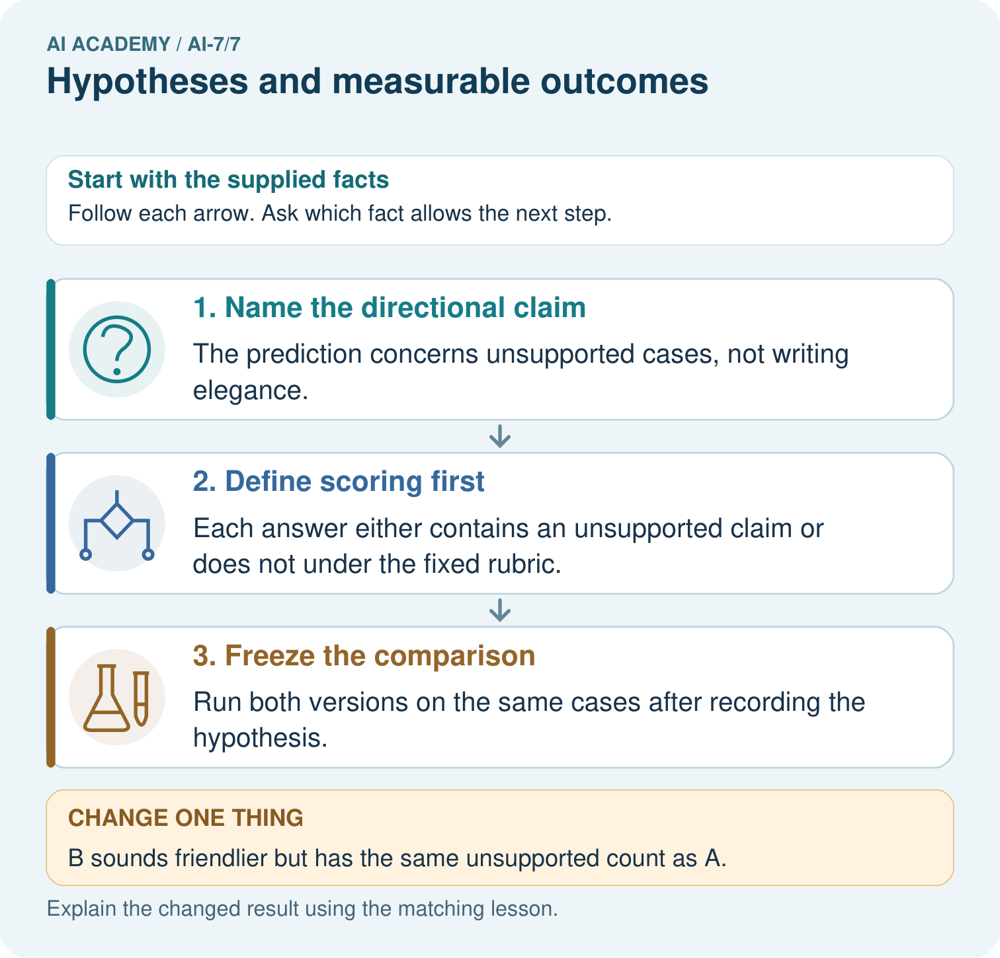 AI ACADEMY / AI-7/7
Hypotheses and measurable outcomes
Start with the supplied facts
Follow each arrow. Ask which fact allows the next step.
1. Name the directional claim
The prediction concerns unsupported cases, not writing
elegance.
2. Define scoring first
Each answer either contains an unsupported claim or
does not under the fixed rubric.
3. Freeze the comparison
Run both versions on the same cases after recording the
hypothesis.
CHANGE ONE THING
B sounds friendlier but has the same unsupported count as A.
Explain the changed result using the matching lesson.